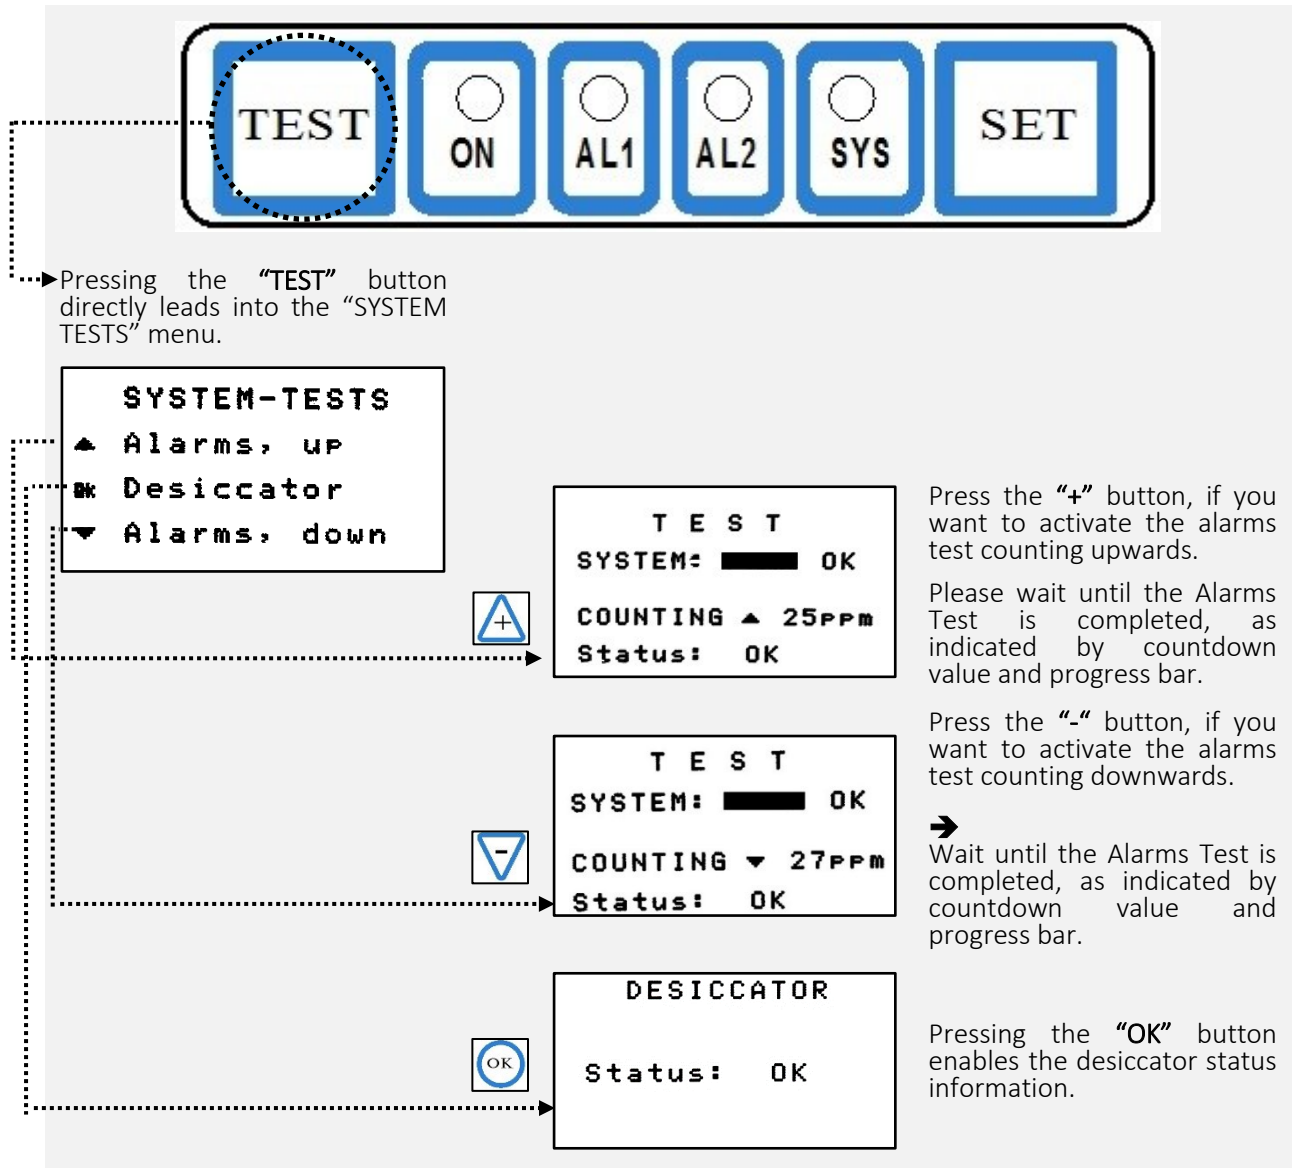 TEST
ON
AL1
AL2
SYS
SET
Pressing the “TEST” button
directly leads into the “SYSTEM
TESTS” menu.
SYSTEM-TESTS
▲ Alarms, up
OK Desiccator
▼ Alarms, down
T E S T
SYSTEM: OK
COUNTING ▲ 25ppm
Status: OK
+
Press the “+” button, if you
want to activate the alarms
test counting upwards.
Please wait until the Alarms
Test is completed, as
indicated by countdown
value and progress bar.
T E S T
SYSTEM: OK
COUNTING ▼ 27ppm
Status: OK
-
Press the “-“ button, if you
want to activate the alarms
test counting downwards.
➔
Wait until the Alarms Test is
completed, as indicated by
countdown value and
progress bar.
DESICCATOR
Status: OK
OK
Pressing the “OK” button
enables the desiccator status
information.